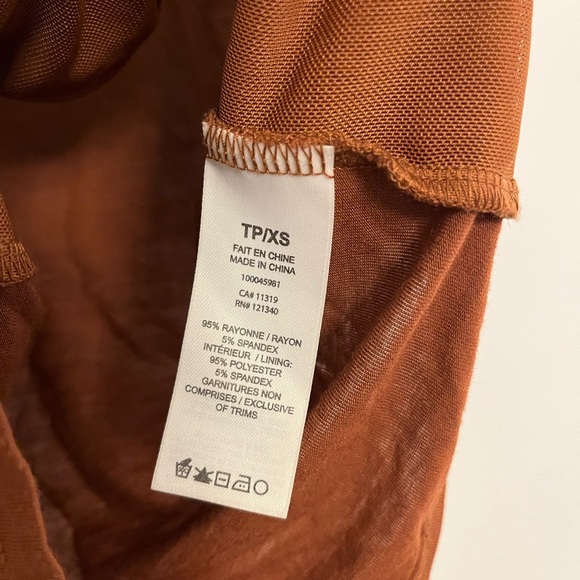 TP/XS
FAIT EN CHINE
MADE IN CHINA
100045981
CA# 11319
RN# 121340
95% RAYONNE / RAYON
5% SPANDEX
INTÉRIEUR / LINING:
95% POLYESTER
5% SPANDEX
GARNITURES NON
COMPRISES / EXCLUSIVE
OF TRIMS